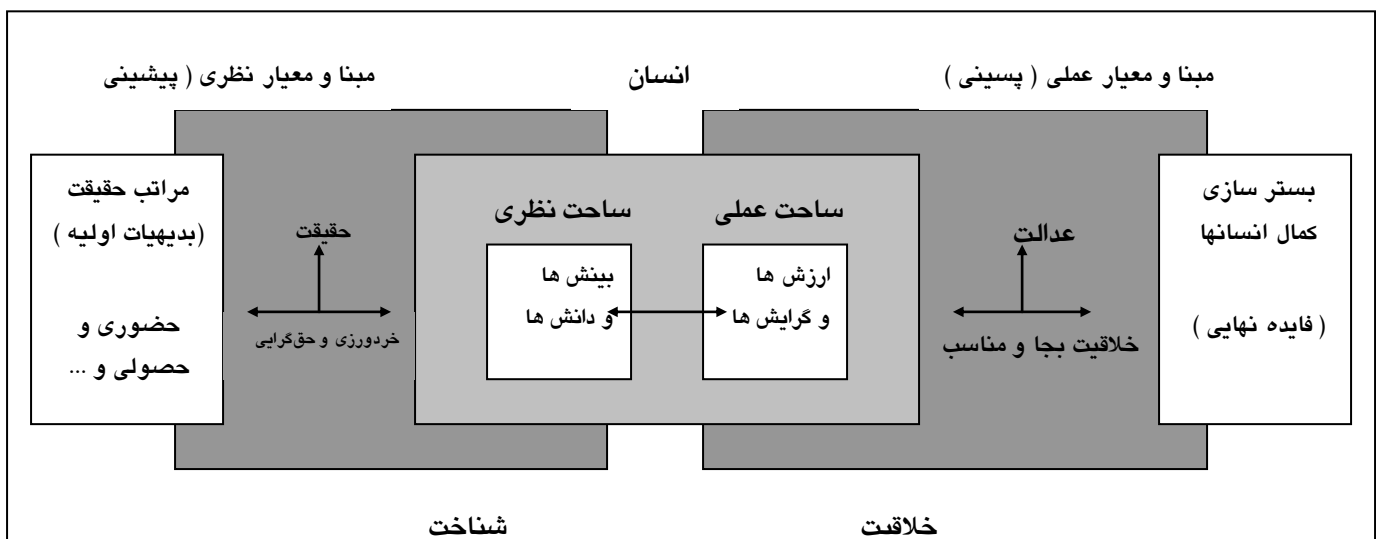 مبنا و معیار عملی ( پسینی )
انسان
مبنا و معیار نظری ( پیشینی
بستر سازی
کمال انسانها
( فایده نهایی )
عدالت
خلاقیت بجا و مناسب
ساحت عملی
ارزش ها
و گرایش ها
ساحت نظری
بینش ها
و دانش ها
حقیقت
خردورزی و حق‌گرایی
مراتب حقیقت
(بدیهیات اولیه )
حضوری و
حصولی و ...
خلاقیت
شناخت